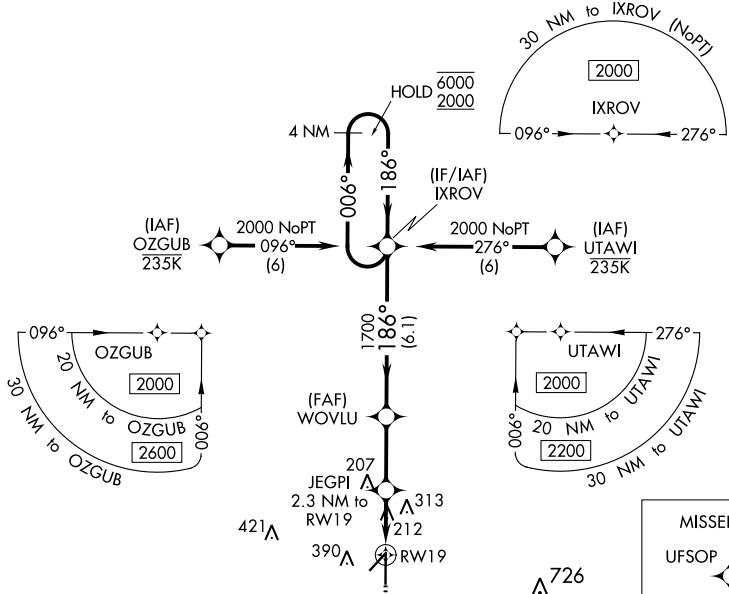 30 NM to IXROV (NoPT)
2000
IXROV
096°
276°
HOLD 6000
2000
4 NM
006°
186°
(IF/IAF)
IXROV
(IAF)
OZGUB
235K
2000 NoPT
096°
(6)
2000 NoPT
276°
(6)
(IAF)
UTAWI
235K
1700
186°
(6.1)
096°
OZGUB
2000
006°
20 NM to OZGUB
2600
30 NM to OZGUB
276°
UTAWI
2000
006°
20 NM to UTAWI
2200
30 NM to UTAWI
(FAF)
WOVLU
207
JEGPI
2.3 NM to
RW19
313
212
421
390
RW19
726
MISSE
UFSOP